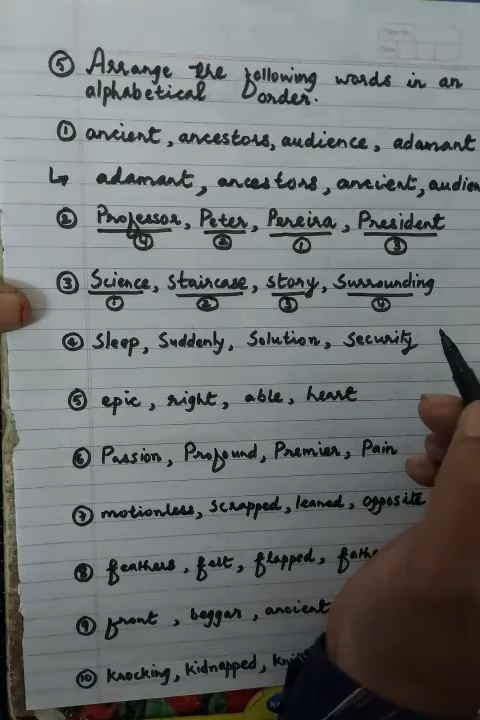 ⑤ Arrange the following words in an
alphabetical order.
① ancient, ancestors, audience, adamant
↳ adamant, ancestors, ancient,
② Professor, Peter, Pereira, President
④ ② ① ③
③ Science, Staircase, story, Surrounding
① ② ③ ④
④ Sleep, Suddenly, Solution, Security
⑤ epic, right, able, heart
⑥ Passion, Profound, Premier, Pain
⑦ motionless, scrapped, leaned, opposite
⑧ feathers, felt, flapped,
⑨ front, beggar, ancient
⑩ knocking, kidnapped,